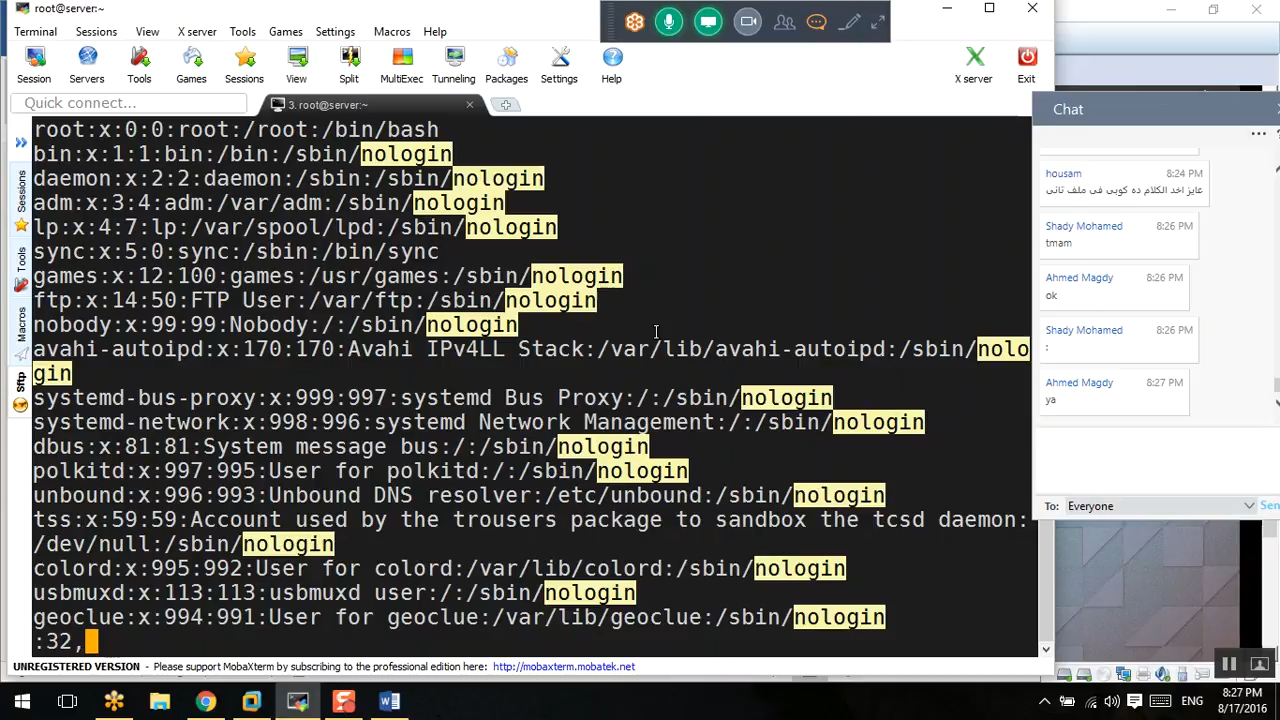 root@server:~
Terminal Sessions View X server Tools Games Settings Macros Help
Session Servers Tools Games Sessions View Split MultiExec Tunneling Packages Settings Help X server Exit
Quick connect...
3. root@server:~
Sessions
Tools
Macros
Sftp
root:x:0:0:root:/root:/bin/bash
bin:x:1:1:bin:/bin:/sbin/nologin
daemon:x:2:2:daemon:/sbin:/sbin/nologin
adm:x:3:4:adm:/var/adm:/sbin/nologin
lp:x:4:7:lp:/var/spool/lpd:/sbin/nologin
sync:x:5:0:sync:/sbin:/bin/sync
games:x:12:100:games:/usr/games:/sbin/nologin
ftp:x:14:50:FTP User:/var/ftp:/sbin/nologin
nobody:x:99:99:Nobody:/:/sbin/nologin
avahi-autoipd:x:170:170:Avahi IPv4LL Stack:/var/lib/avahi-autoipd:/sbin/nolo
gin
systemd-bus-proxy:x:999:997:systemd Bus Proxy:/:/sbin/nologin
systemd-network:x:998:996:systemd Network Management:/:/sbin/nologin
dbus:x:81:81:System message bus:/:/sbin/nologin
polkitd:x:997:995:User for polkitd:/:/sbin/nologin
unbound:x:996:993:Unbound DNS resolver:/etc/unbound:/sbin/nologin
tss:x:59:59:Account used by the trousers package to sandbox the tcsd daemon:
/dev/null:/sbin/nologin
colord:x:995:992:User for colord:/var/lib/colord:/sbin/nologin
usbmuxd:x:113:113:usbmuxd user:/:/sbin/nologin
geoclue:x:994:991:User for geoclue:/var/lib/geoclue:/sbin/nologin
:32,
UNREGISTERED VERSION - Please support MobaXterm by subscribing to the professional edition here: http://mobaxterm.mobatek.net
Chat
housam 8:24 PM
عايز اخد الكلام ده كوبى فى ملف تانى
Shady Mohamed 8:26 PM
tmam
Ahmed Magdy 8:26 PM
ok
Shady Mohamed 8:26 PM
:
Ahmed Magdy 8:27 PM
ya
To: Everyone Sen
ENG
8:27 PM
8/17/2016